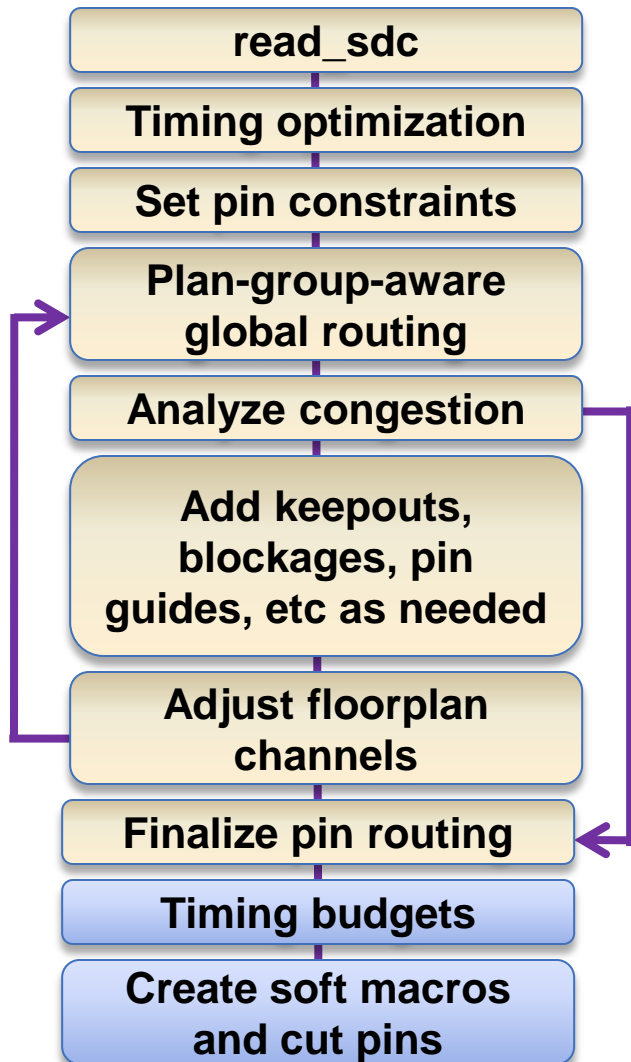 read_sdc
Timing optimization
Set pin constraints
Plan-group-aware
global routing
Analyze congestion
Add keepouts,
blockages, pin
guides, etc as needed
Adjust floorplan
channels
Finalize pin routing
Timing budgets
Create soft macros
and cut pins